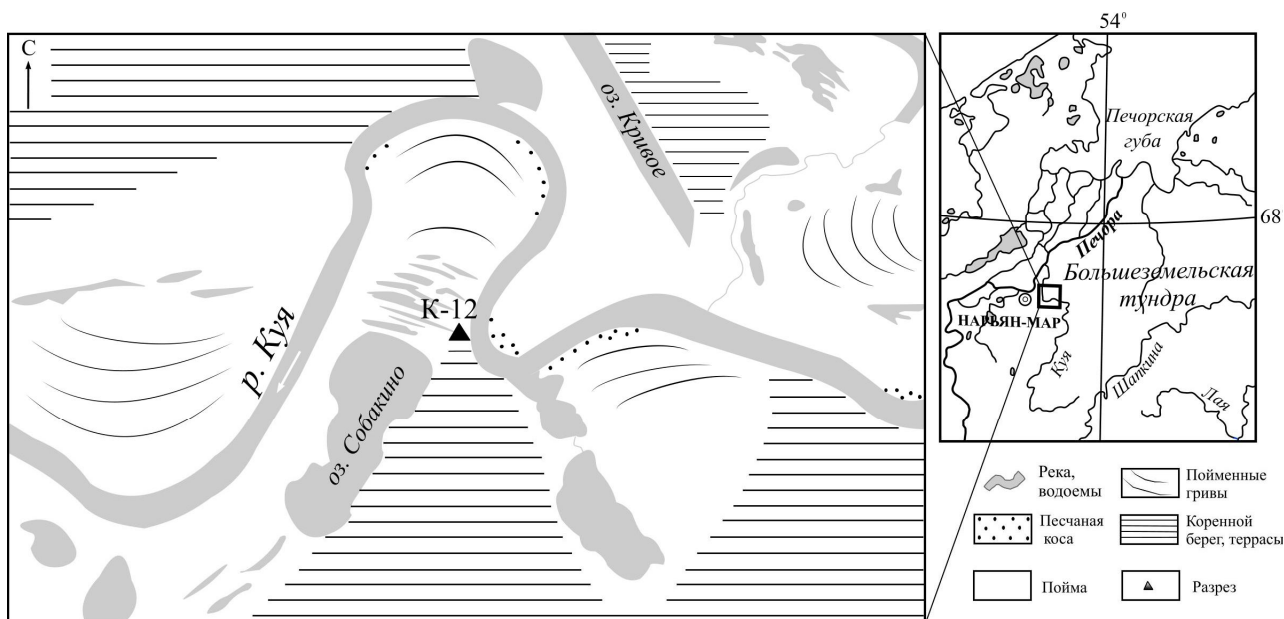 С
оз. Кривое
К-12
р. Куя
оз. Собакино
54⁰
Печорская
губа
68
Печора
Большеземельская
тундра
НАРЬЯН-МАР
Куя
Шапкина
Лая
Река,
водоемы
Пойменные
гривы
Песчаная
коса
Коренной
берег, террасы
Пойма
Разрез